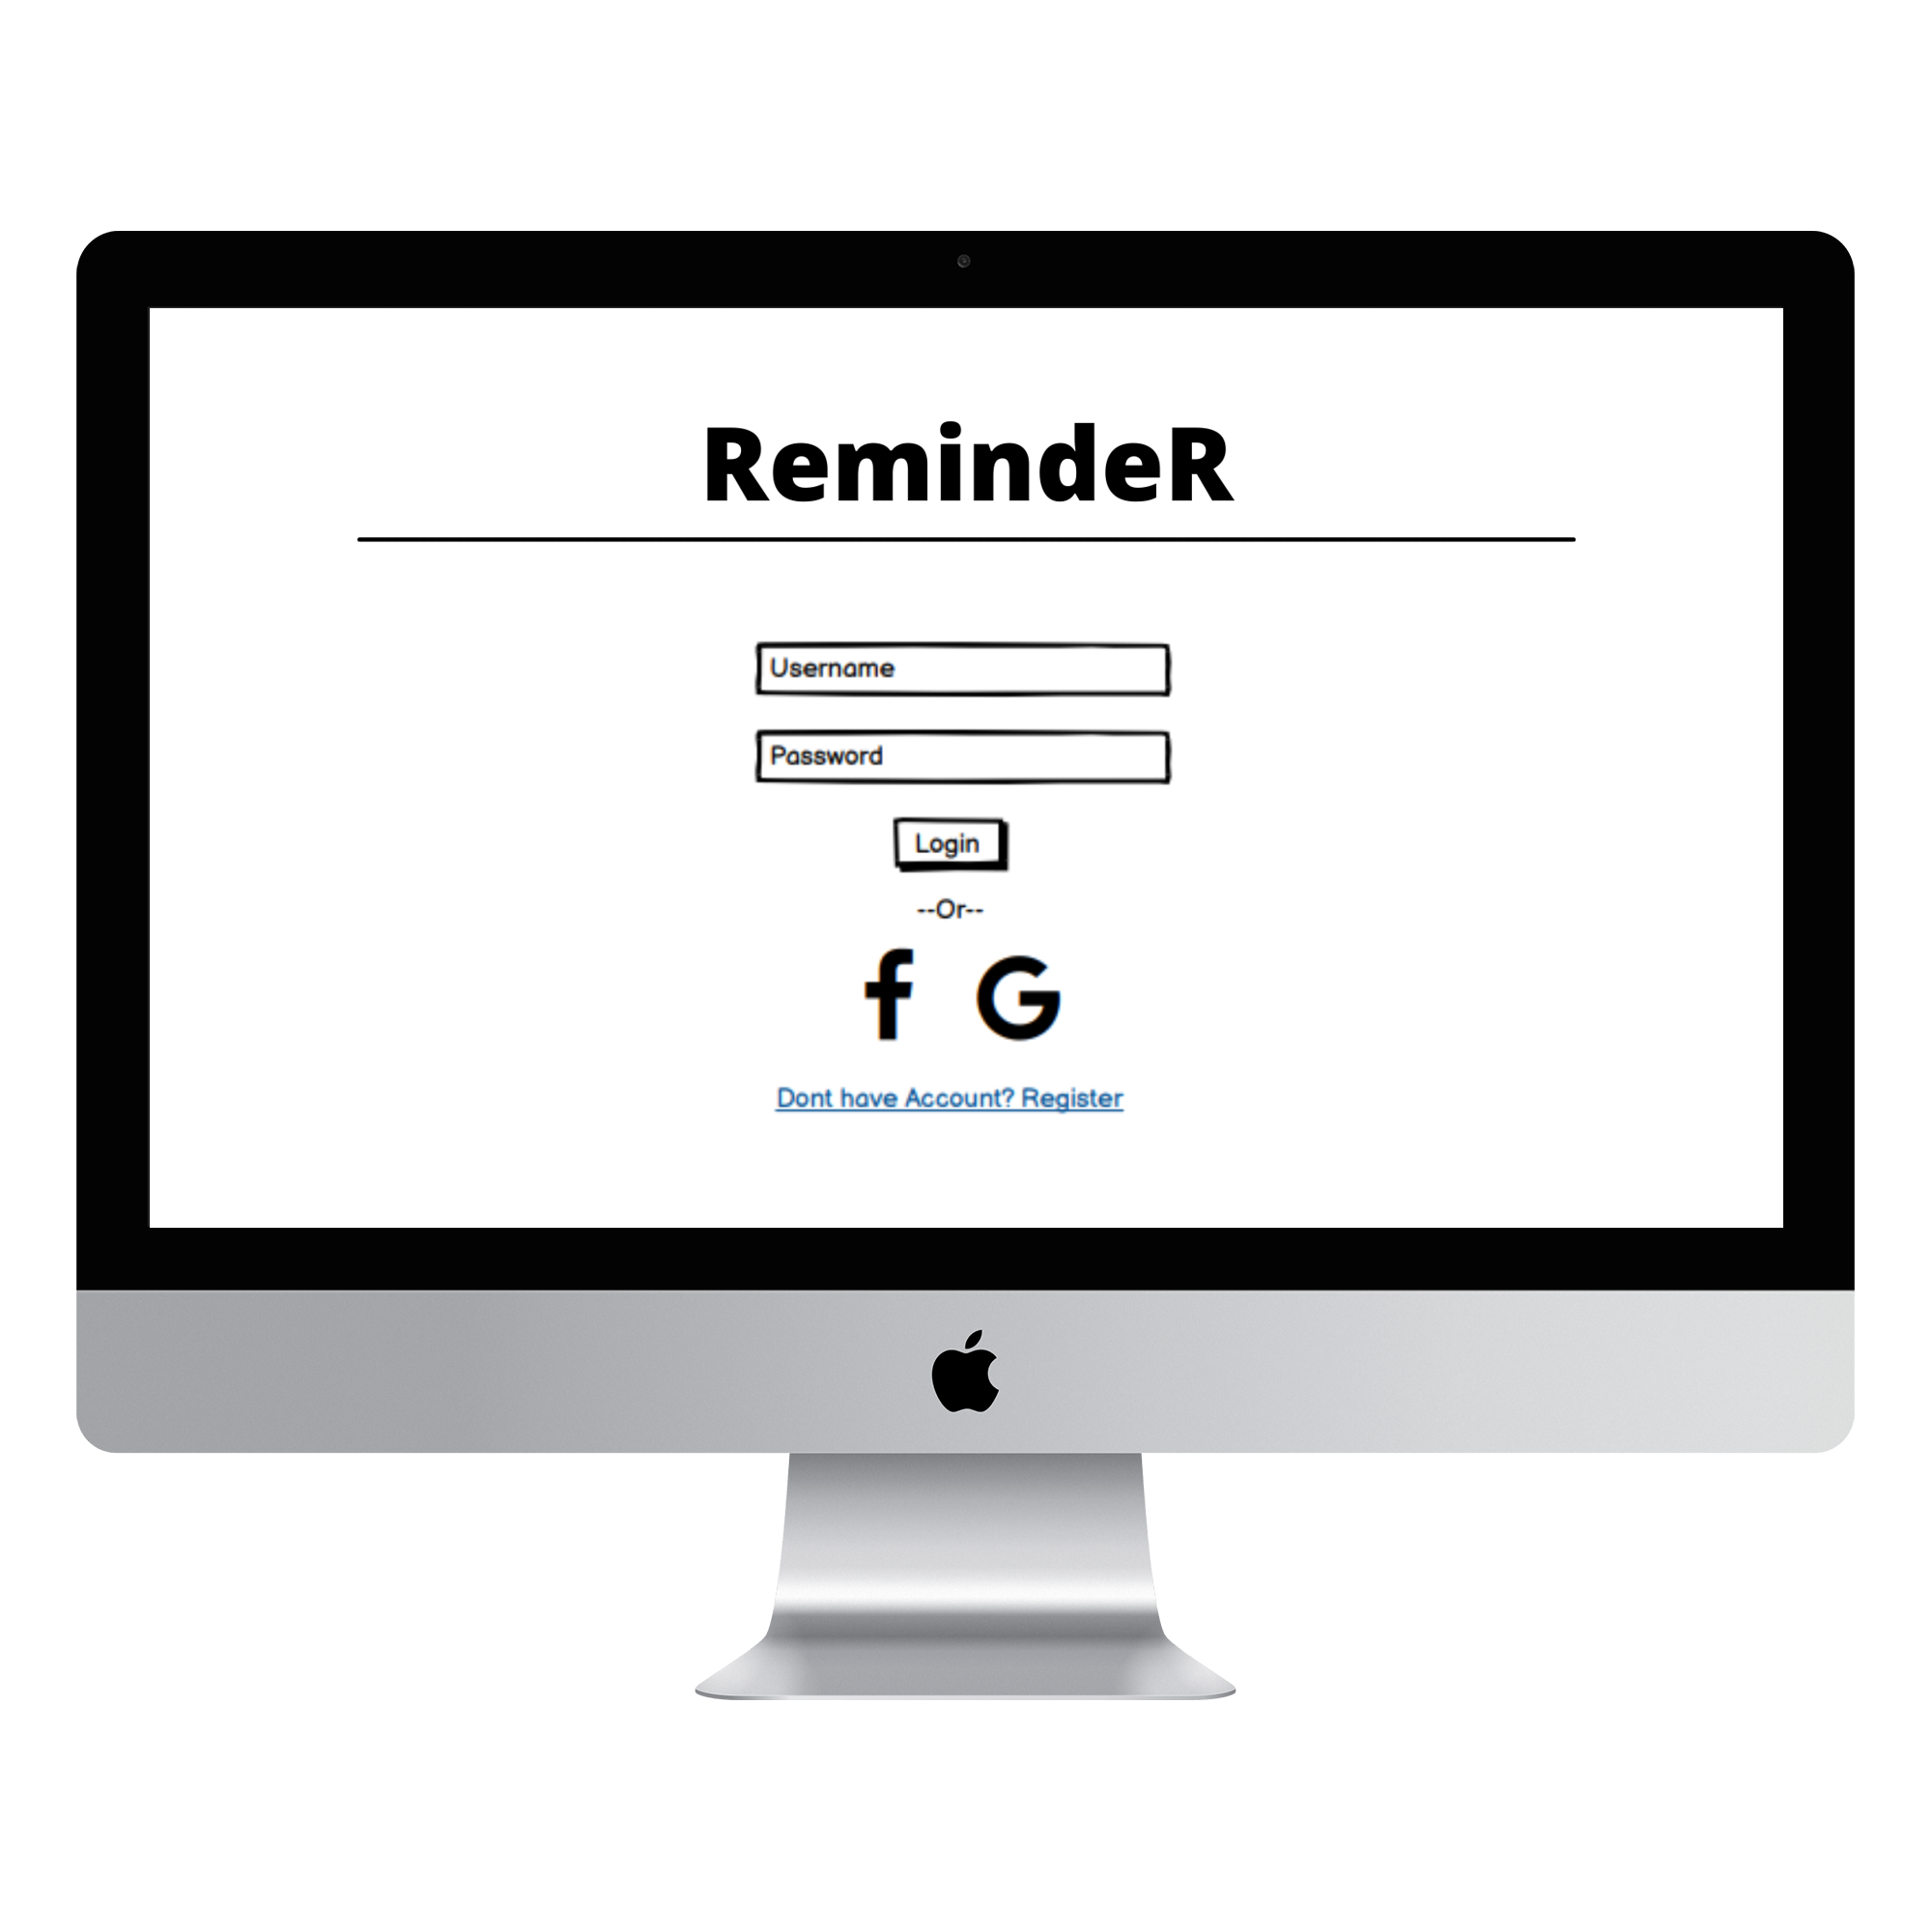 RemindeR
Username
Password
Login
--Or--
f G
Dont have Account? Register